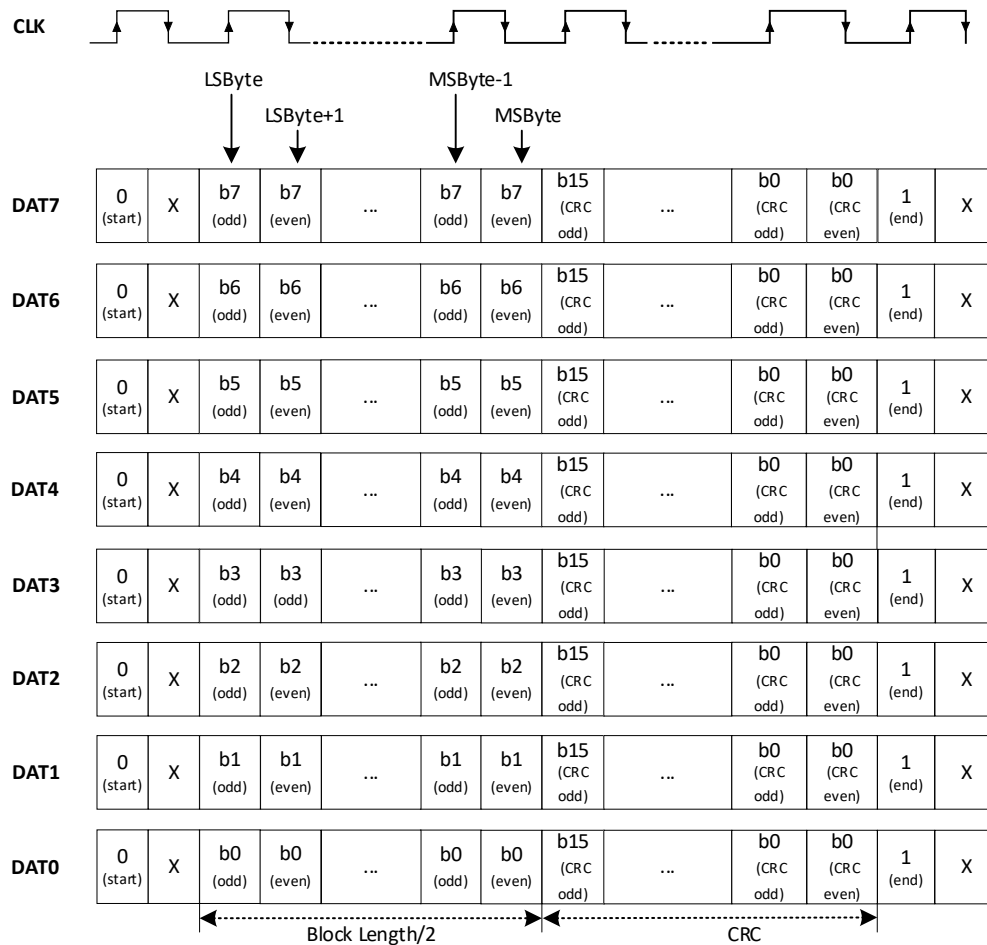 CLK
LSByte MSByte-1
LSByte+1 MSByte
DAT7 0 (start) X b7 (odd) b7 (even) ... b7 (odd) b7 (even) b15 (CRC odd) ... b0 (CRC odd) b0 (CRC even) 1 (end) X
DAT6 0 (start) X b6 (odd) b6 (even) ... b6 (odd) b6 (even) b15 (CRC odd) ... b0 (CRC odd) b0 (CRC even) 1 (end) X
DAT5 0 (start) X b5 (odd) b5 (even) ... b5 (odd) b5 (even) b15 (CRC odd) ... b0 (CRC odd) b0 (CRC even) 1 (end) X
DAT4 0 (start) X b4 (odd) b4 (even) ... b4 (odd) b4 (even) b15 (CRC odd) ... b0 (CRC odd) b0 (CRC even) 1 (end) X
DAT3 0 (start) X b3 (odd) b3 (odd) ... b3 (odd) b3 (even) b15 (CRC odd) ... b0 (CRC odd) b0 (CRC even) 1 (end) X
DAT2 0 (start) X b2 (odd) b2 (even) ... b2 (odd) b2 (even) b15 (CRC odd) ... b0 (CRC odd) b0 (CRC even) 1 (end) X
DAT1 0 (start) X b1 (odd) b1 (even) ... b1 (odd) b1 (even) b15 (CRC odd) ... b0 (CRC odd) b0 (CRC even) 1 (end) X
DAT0 0 (start) X b0 (odd) b0 (even) ... b0 (odd) b0 (even) b15 (CRC odd) ... b0 (CRC odd) b0 (CRC even) 1 (end) X
Block Length/2 CRC